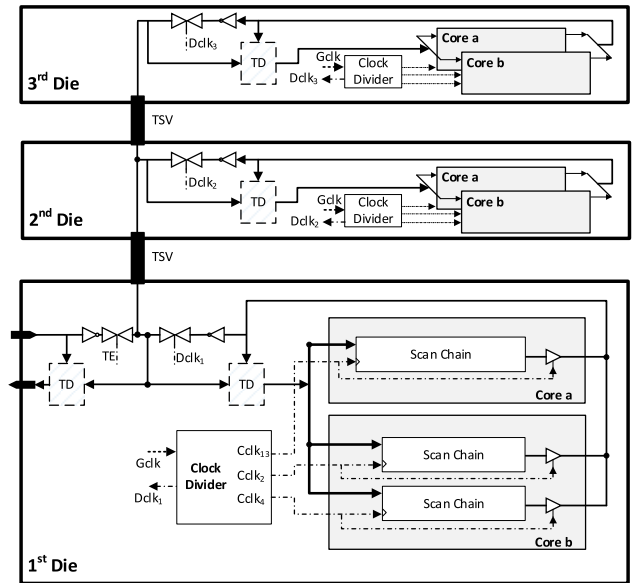 Dclk3
TD
Gclk
Dclk3
Clock
Divider
Core a
Core b
3rd Die
TSV
Dclk2
TD
Gclk
Dclk2
Clock
Divider
Core a
Core b
2nd Die
TSV
TE
Dclk1
TD
TD
Scan Chain
Core a
Gclk
Dclk1
Clock
Divider
Cclk13
Cclk2
Cclk4
Scan Chain
Scan Chain
Core b
1st Die